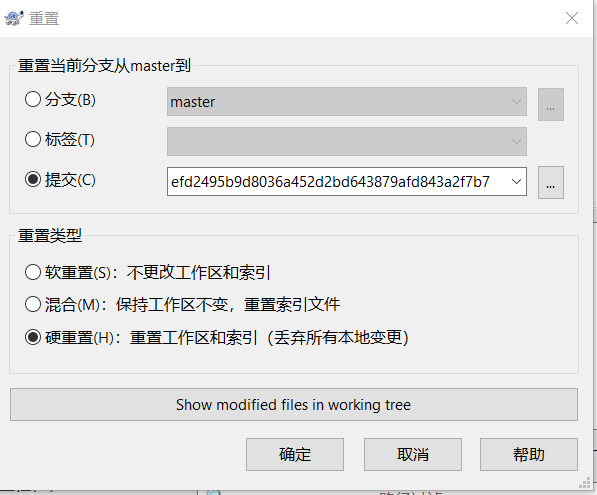 重置
重置当前分支从master到
分支(B)
master
...
标签(T)
提交(C)
efd2495b9d8036a452d2bd643879afd843a2f7b7
...
重置类型
软重置(S)：不更改工作区和索引
混合(M)：保持工作区不变，重置索引文件
硬重置(H)：重置工作区和索引（丢弃所有本地变更）
Show modified files in working tree
确定
取消
帮助